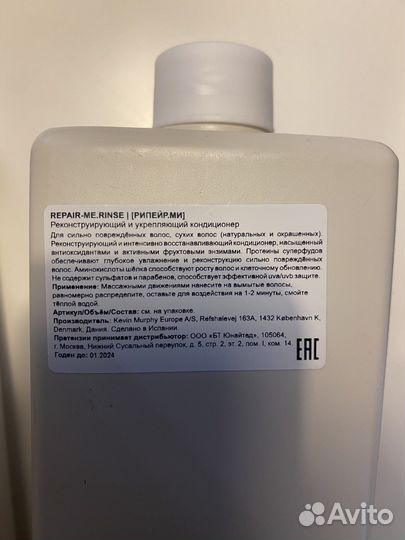 REPAIR-ME.RINSE | [РИПЕЙР.МИ]
Реконструирующий и укрепляющий кондиционер
Для сильно повреждённых волос, сухих волос (натуральных и окрашенных).
Реконструирующий и интенсивно восстанавливающий кондиционер, насыщенный
антиоксидантами и активными фруктовыми энзимами. Протеины суперфудов
обеспечивают глубокое увлажнение и реконструкцию сильно повреждённых
волос. Аминокислоты шёлка способствуют росту волос и клеточному обновлению.
Не содержит сульфатов и парабенов, способствует эффективной uva/uvb защите.
Применение: Массажными движениями нанесите на вымытые волосы,
равномерно распределите, оставьте для воздействия на 1-2 минуты, смойте
тёплой водой.
Артикул/Объём/Состав: см. на упаковке.
Производитель: Kevin Murphy Europe A/S, Refshalevej 163A, 1432 København K,
Denmark, Дания. Сделано в Испании.
Претензии принимает дистрибьютор: ООО «БТ Юнайтед», 105064,
г. Москва, Нижний Сусальный переулок, д. 5, стр. 2, эт. 2, пом. I, ком. 14.
Годен до: 01.2024
EAC
Avito